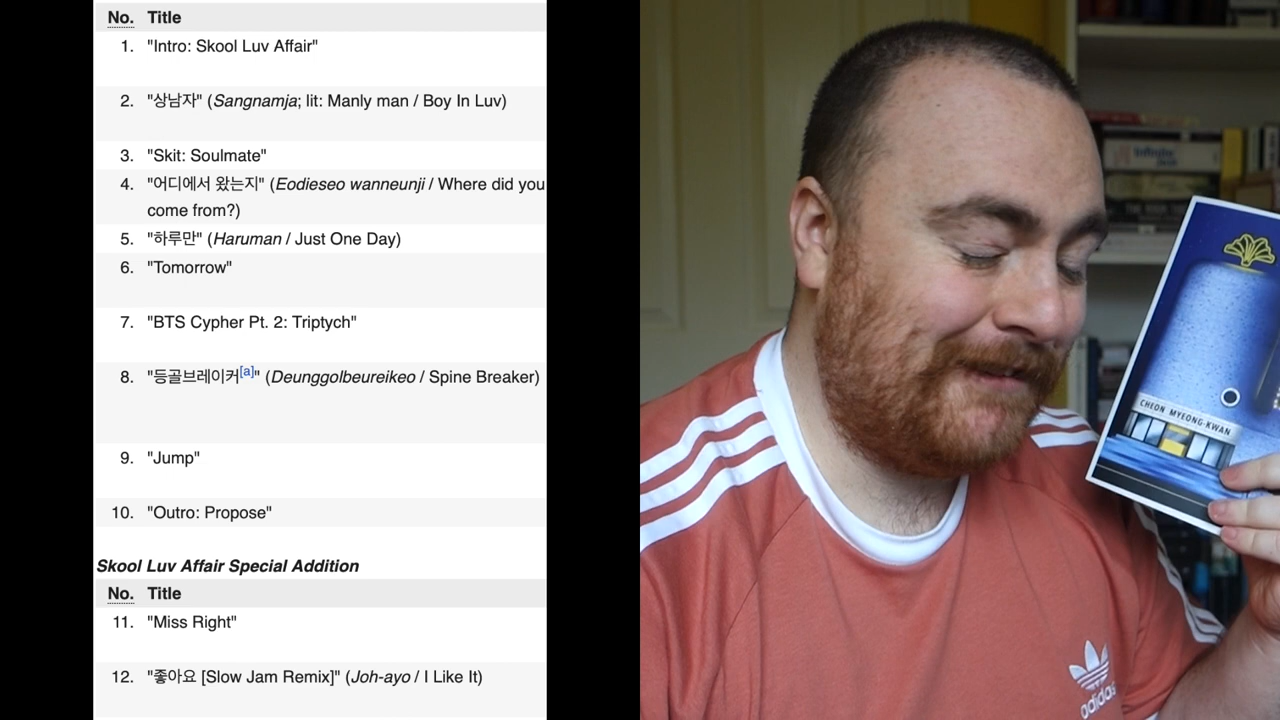 No. Title
1. "Intro: Skool Luv Affair"
2. "상남자" (Sangnamja; lit: Manly man / Boy In Luv)
3. "Skit: Soulmate"
4. "어디에서 왔는지" (Eodieseo wanneunji / Where did you
come from?)
5. "하루만" (Haruman / Just One Day)
6. "Tomorrow"
7. "BTS Cypher Pt. 2: Triptych"
8. "등골브레이커[a]" (Deunggolbeureikeo / Spine Breaker)
9. "Jump"
10. "Outro: Propose"
Skool Luv Affair Special Addition
No. Title
11. "Miss Right"
12. "좋아요 [Slow Jam Remix]" (Joh-ayo / I Like It)
Infinite
CHEON MYEONG-KWAN
adidas